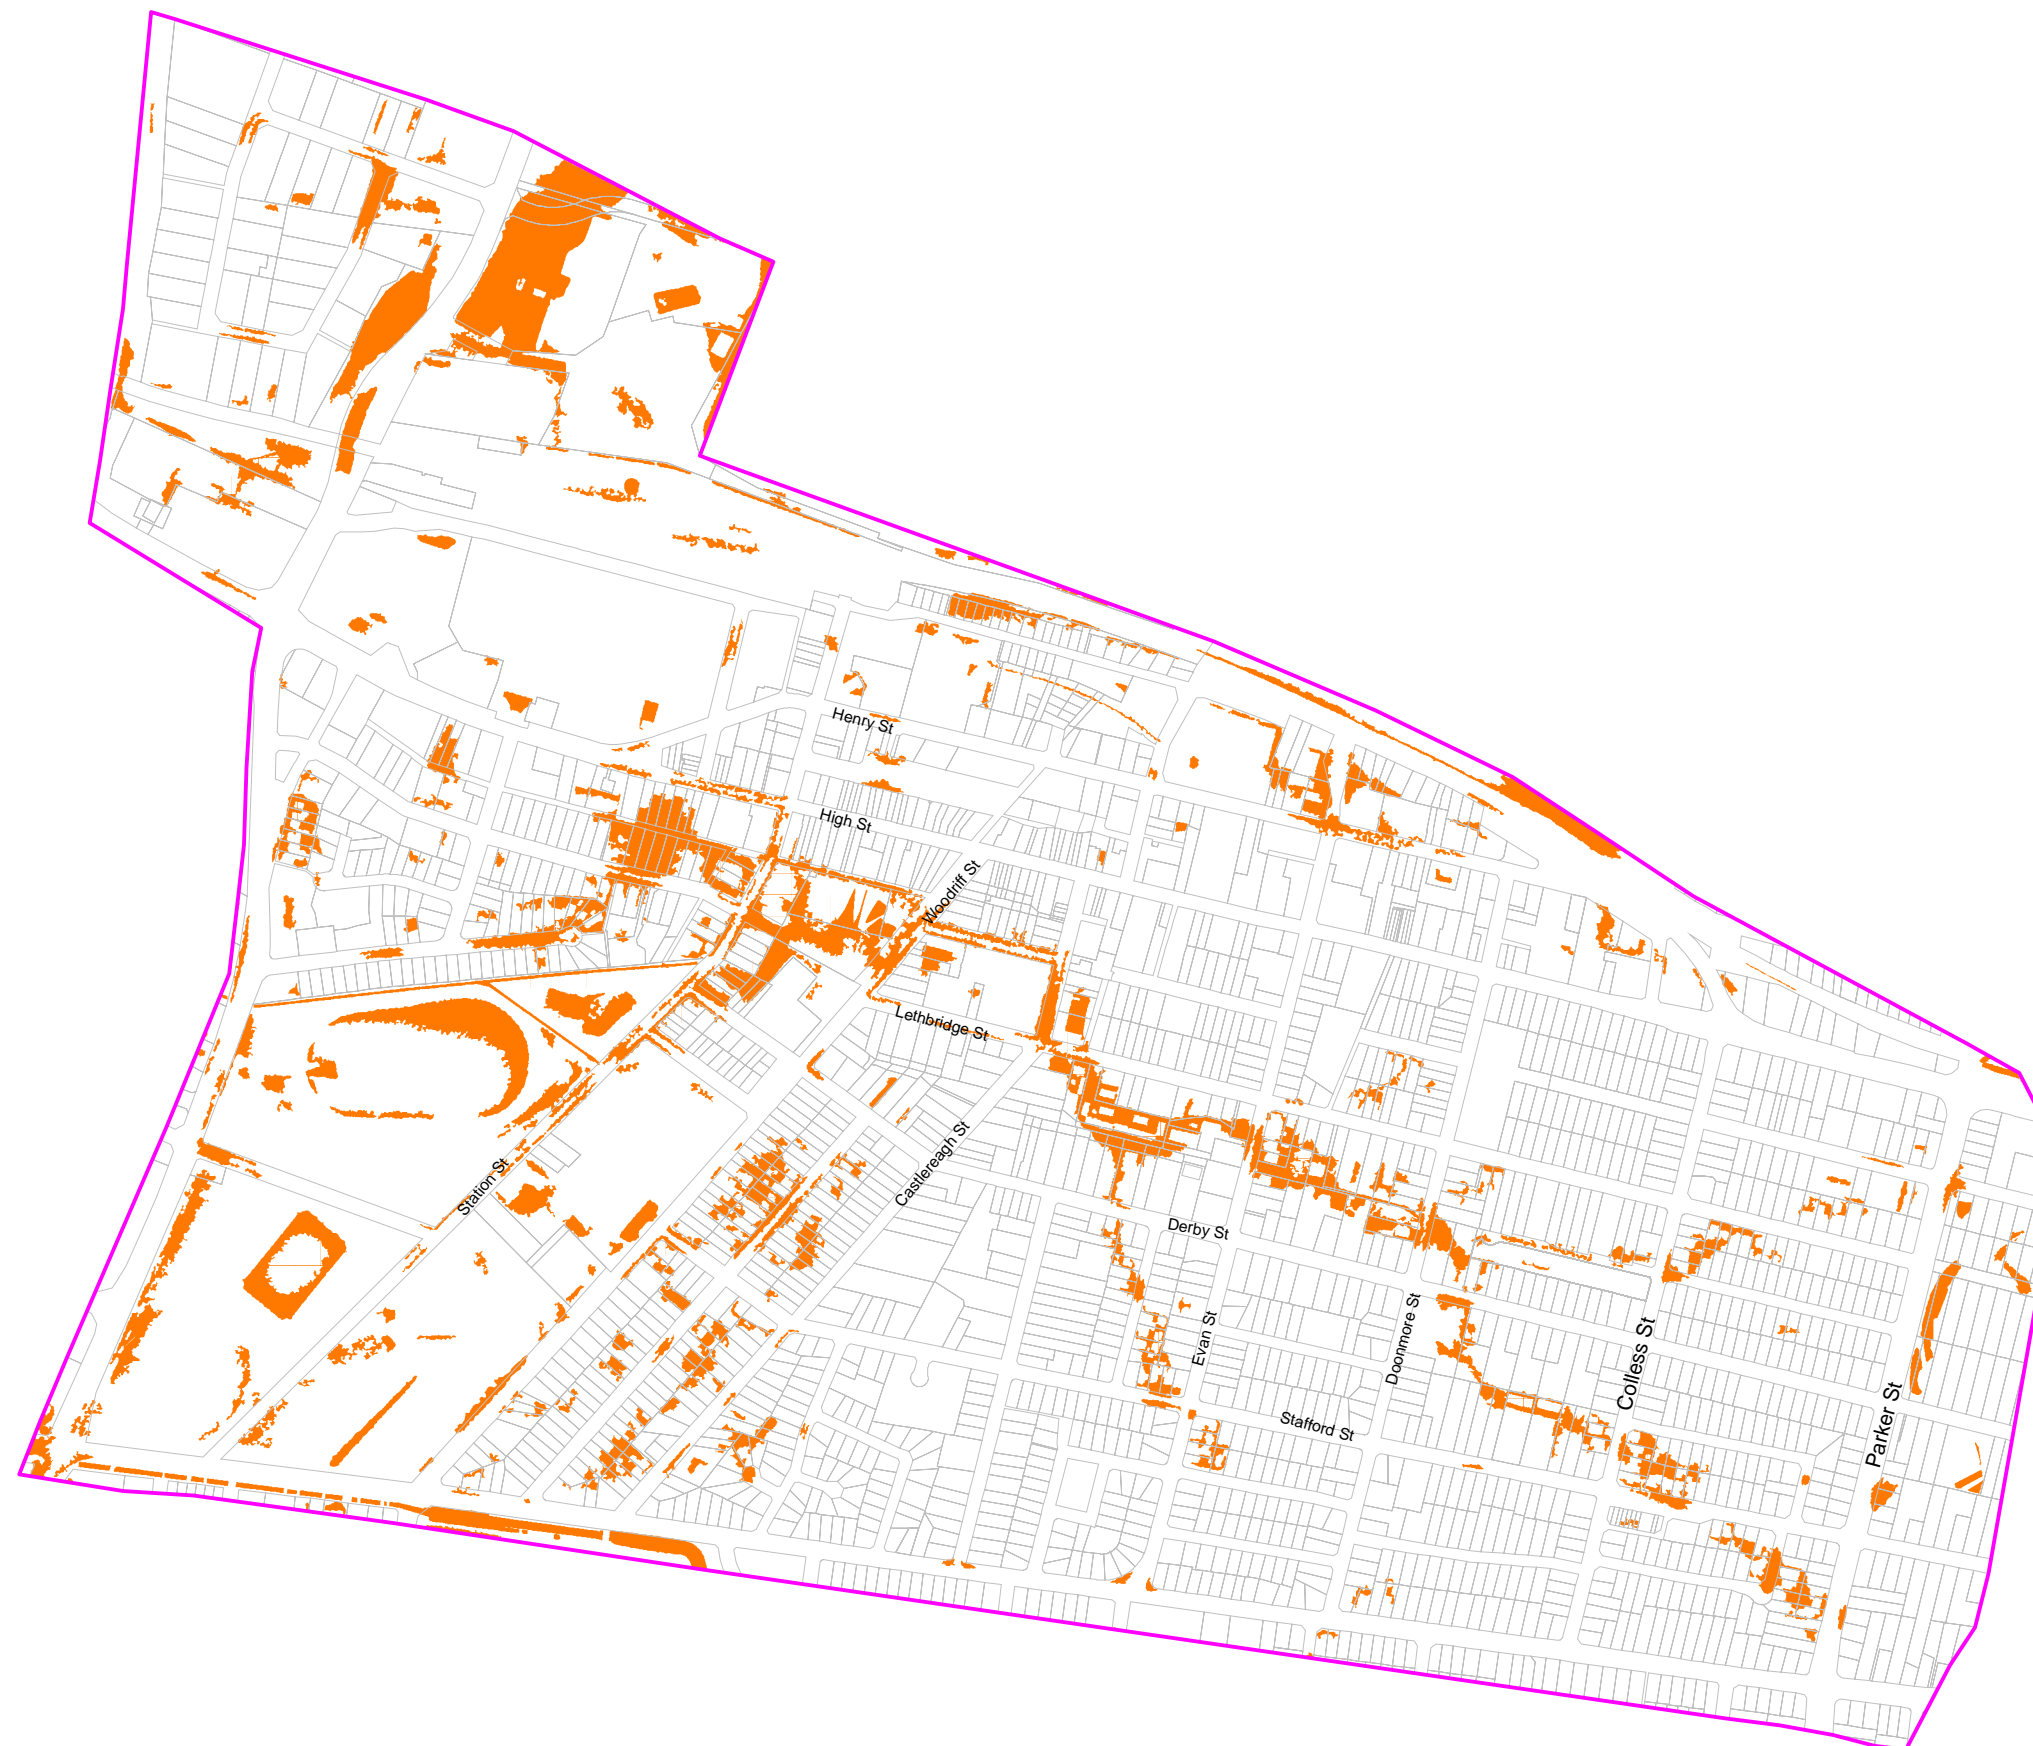 Henry St
High St
Woodriff St
Lethbridge St
Castlereagh St
Station St
Derby St
Evan St
Doonmore St
Colless St
Parker St
Stafford St